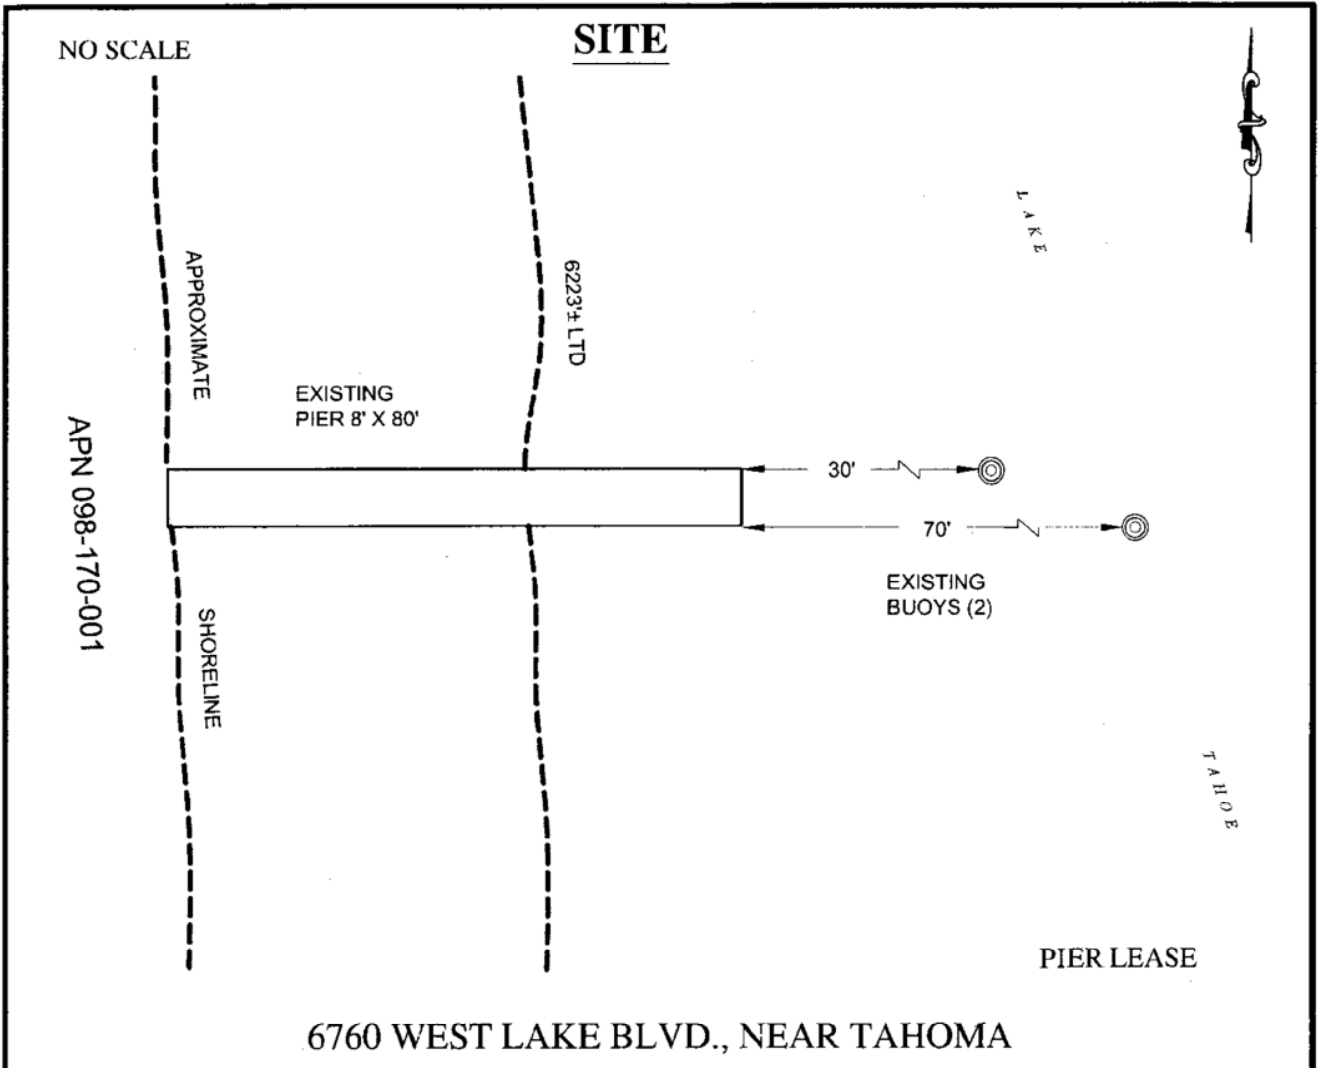 SITE
NO SCALE
LAKE
APPROXIMATE
6223'± LTD
EXISTING
PIER 8' X 80'
APN 098-170-001
30'
70'
EXISTING
BUOYS (2)
SHORELINE
TAHOE
PIER LEASE
6760 WEST LAKE BLVD., NEAR TAHOMA